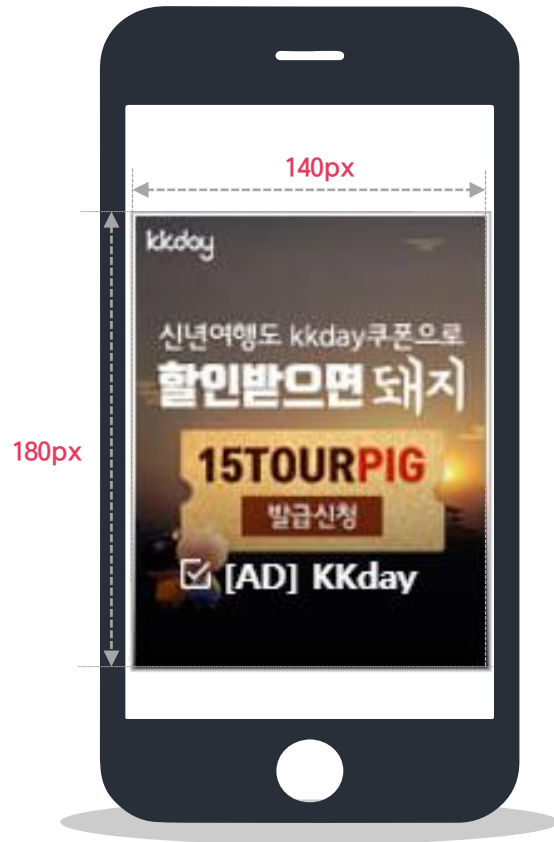 140px
180px
kkday
신년여행도 kkday쿠폰으로
할인받으면 돼지
15TOURPIG
발급신청
[AD] KKday